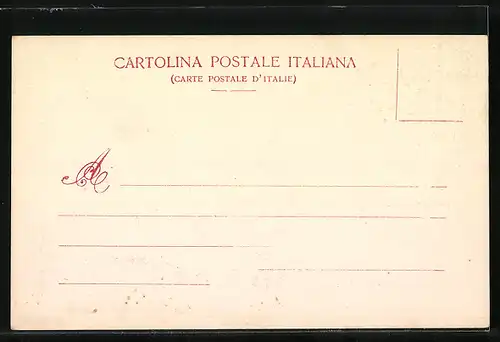 CARTOLINA POSTALE ITALIANA
(CARTE POSTALE D'ITALIE)
A